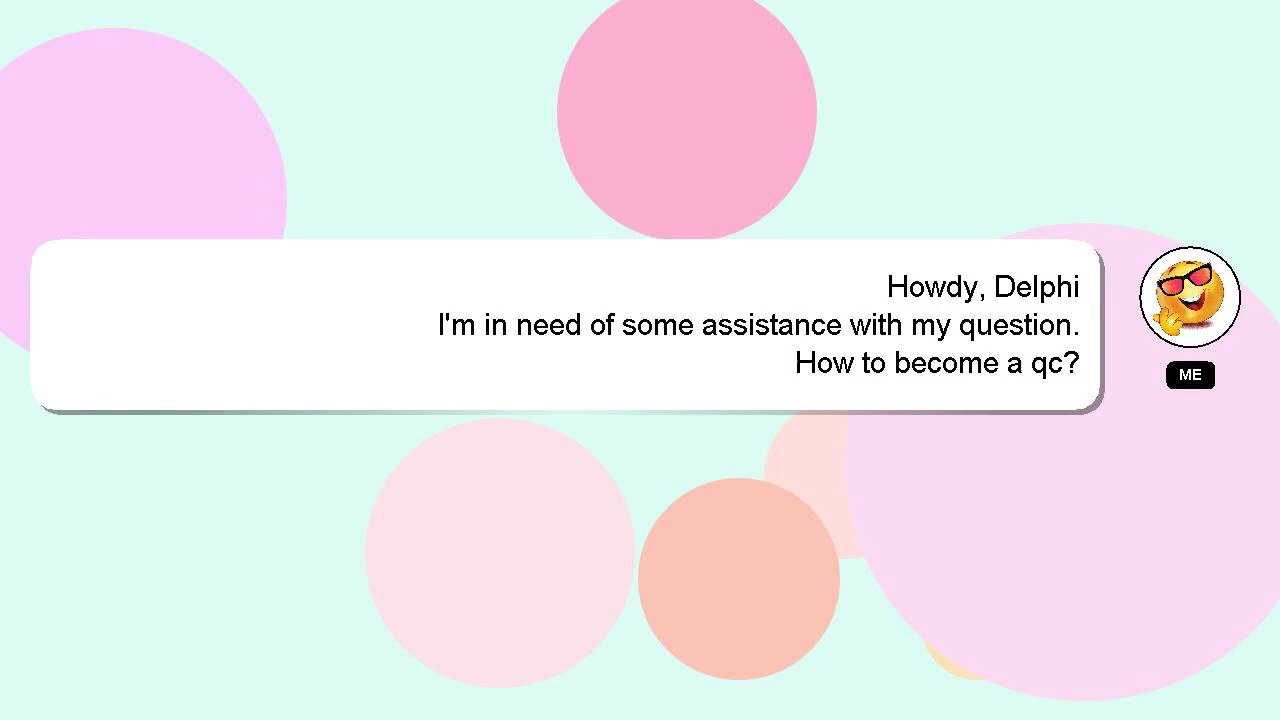 Howdy, Delphi
I'm in need of some assistance with my question.
How to become a qc?
ME